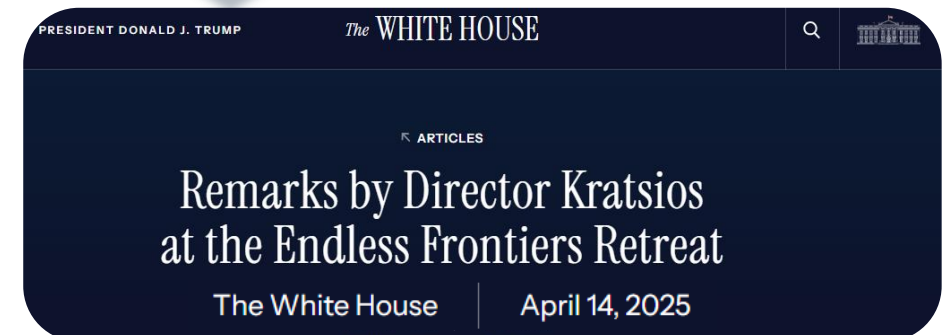 PRESIDENT DONALD J. TRUMP
The WHITE HOUSE
ARTICLES
Remarks by Director Kratsios
at the Endless Frontiers Retreat
The White House
April 14, 2025